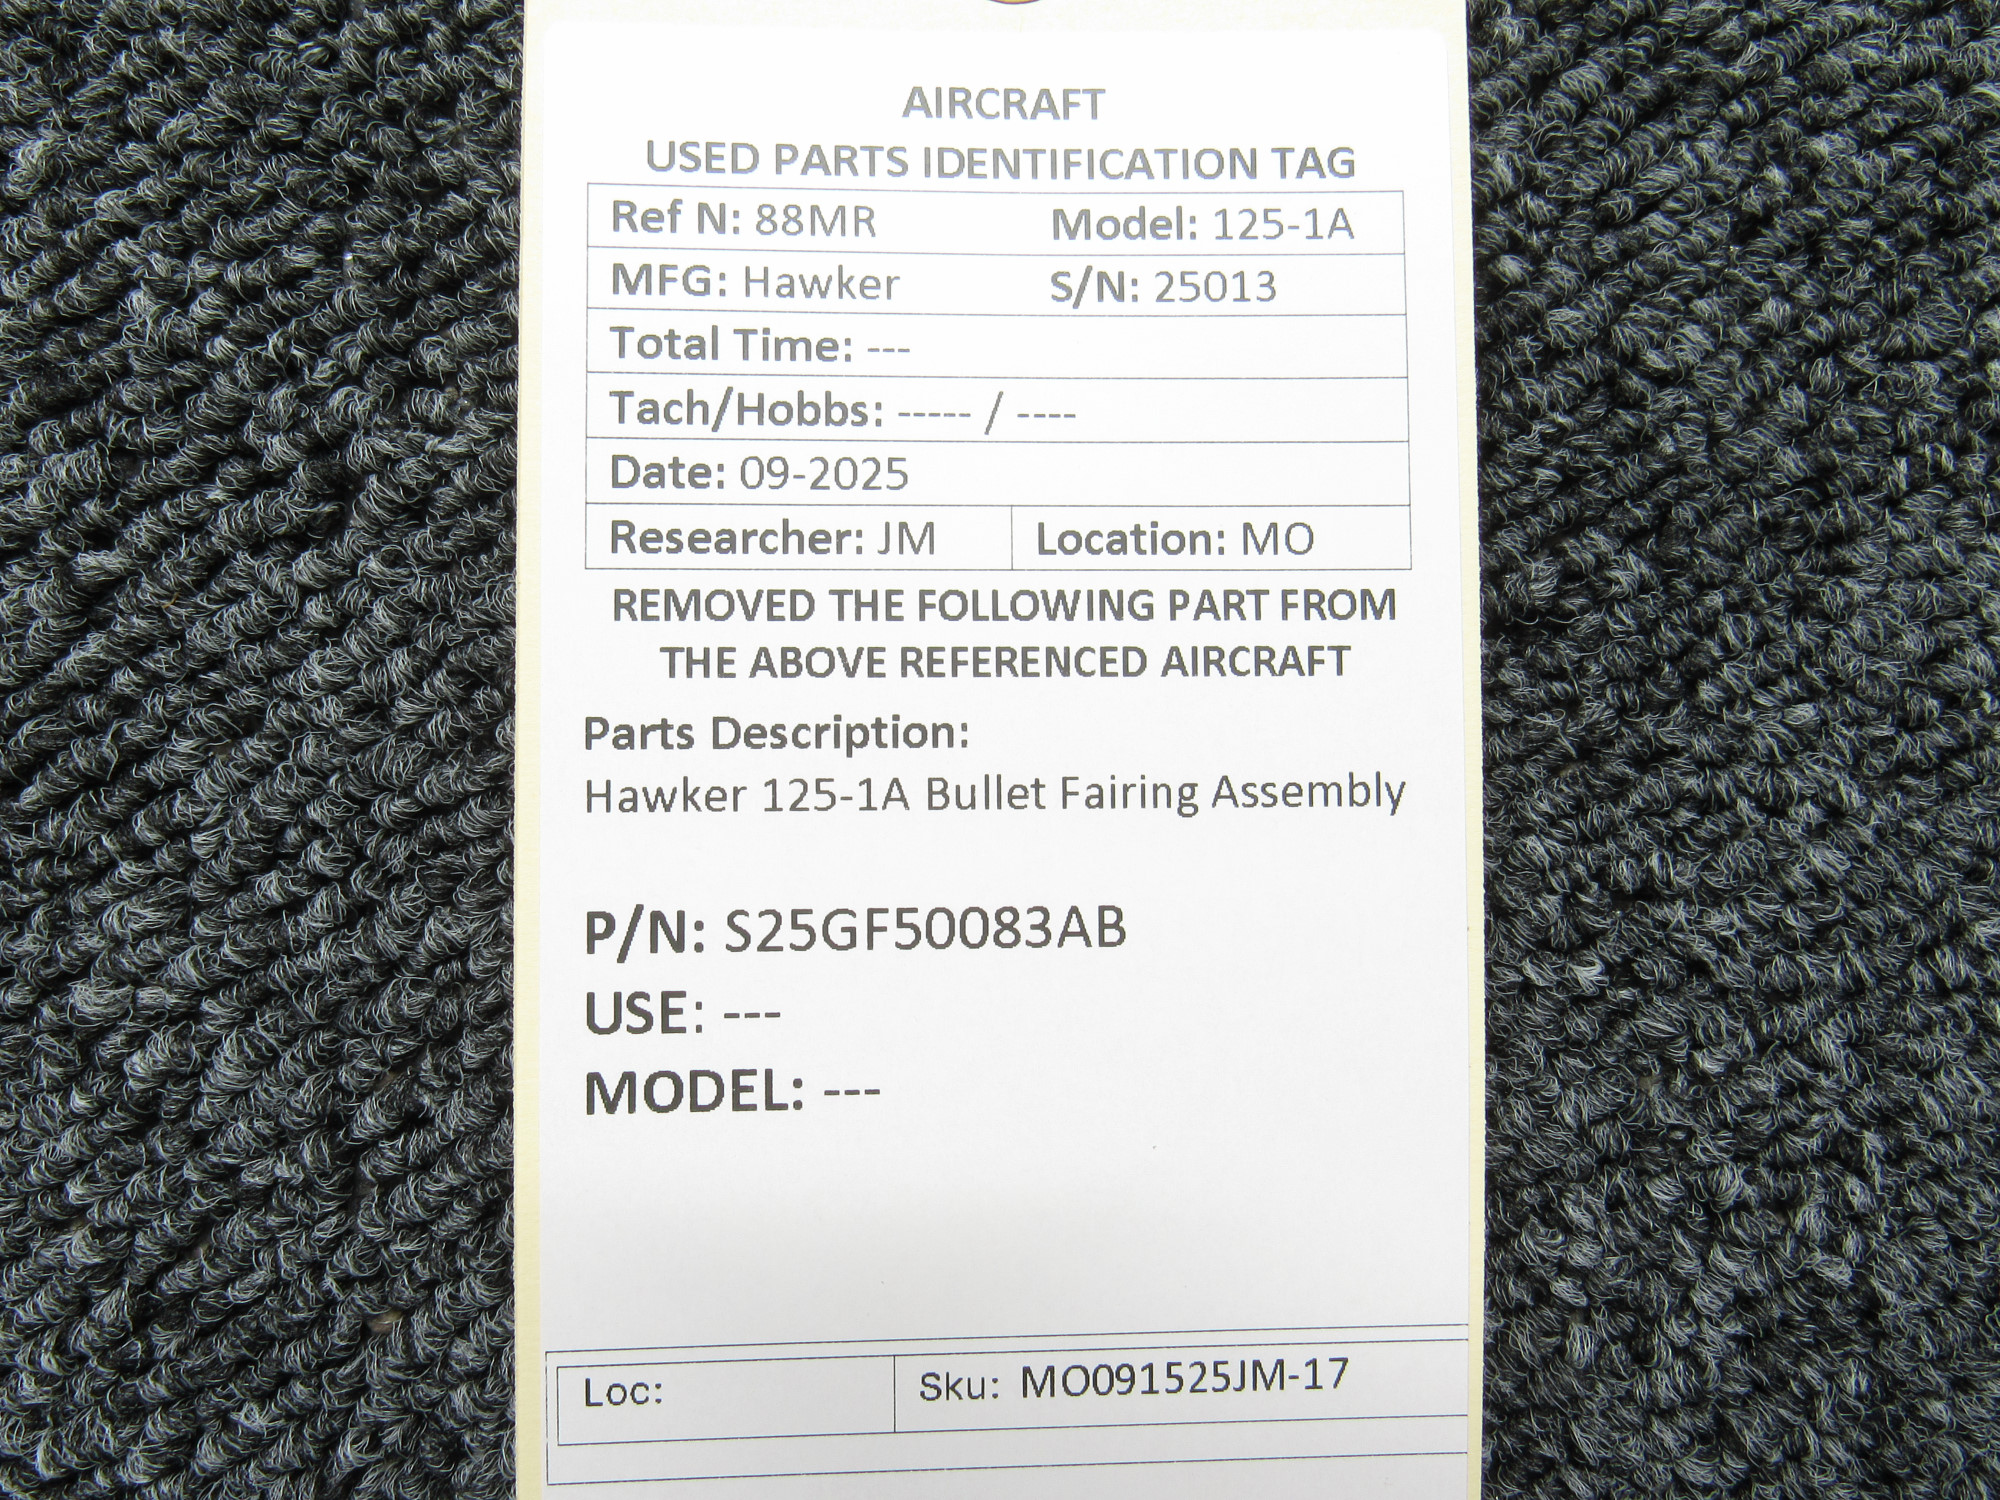 AIRCRAFT
USED PARTS IDENTIFICATION TAG
Ref N: 88MR Model: 125-1A
MFG: Hawker S/N: 25013
Total Time: ---
Tach/Hobbs: ----- / ----
Date: 09-2025
Researcher: JM Location: MO
REMOVED THE FOLLOWING PART FROM
THE ABOVE REFERENCED AIRCRAFT
Parts Description:
Hawker 125-1A Bullet Fairing Assembly
P/N: S25GF50083AB
USE: ---
MODEL: ---
Loc: Sku: MO091525JM-17